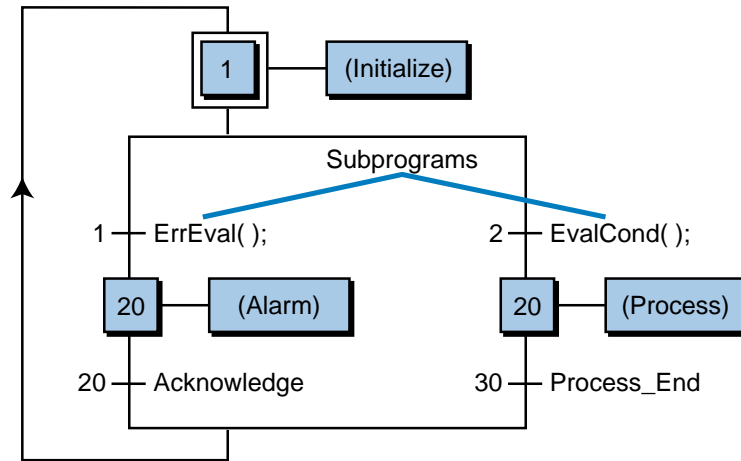 1 (Initialize)
Subprograms
1 ErrEval( ); 2 EvalCond( );
20 (Alarm) 20 (Process)
20 Acknowledge 30 Process_End